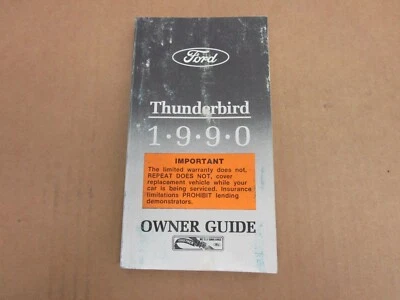 Ford
Thunderbird
1•9•9•0
IMPORTANT
The limited warranty does not,
REPEAT DOES NOT, cover
replacement vehicle while your
car is being serviced. Insurance
limitations PROHIBIT lending
demonstrators.
OWNER GUIDE